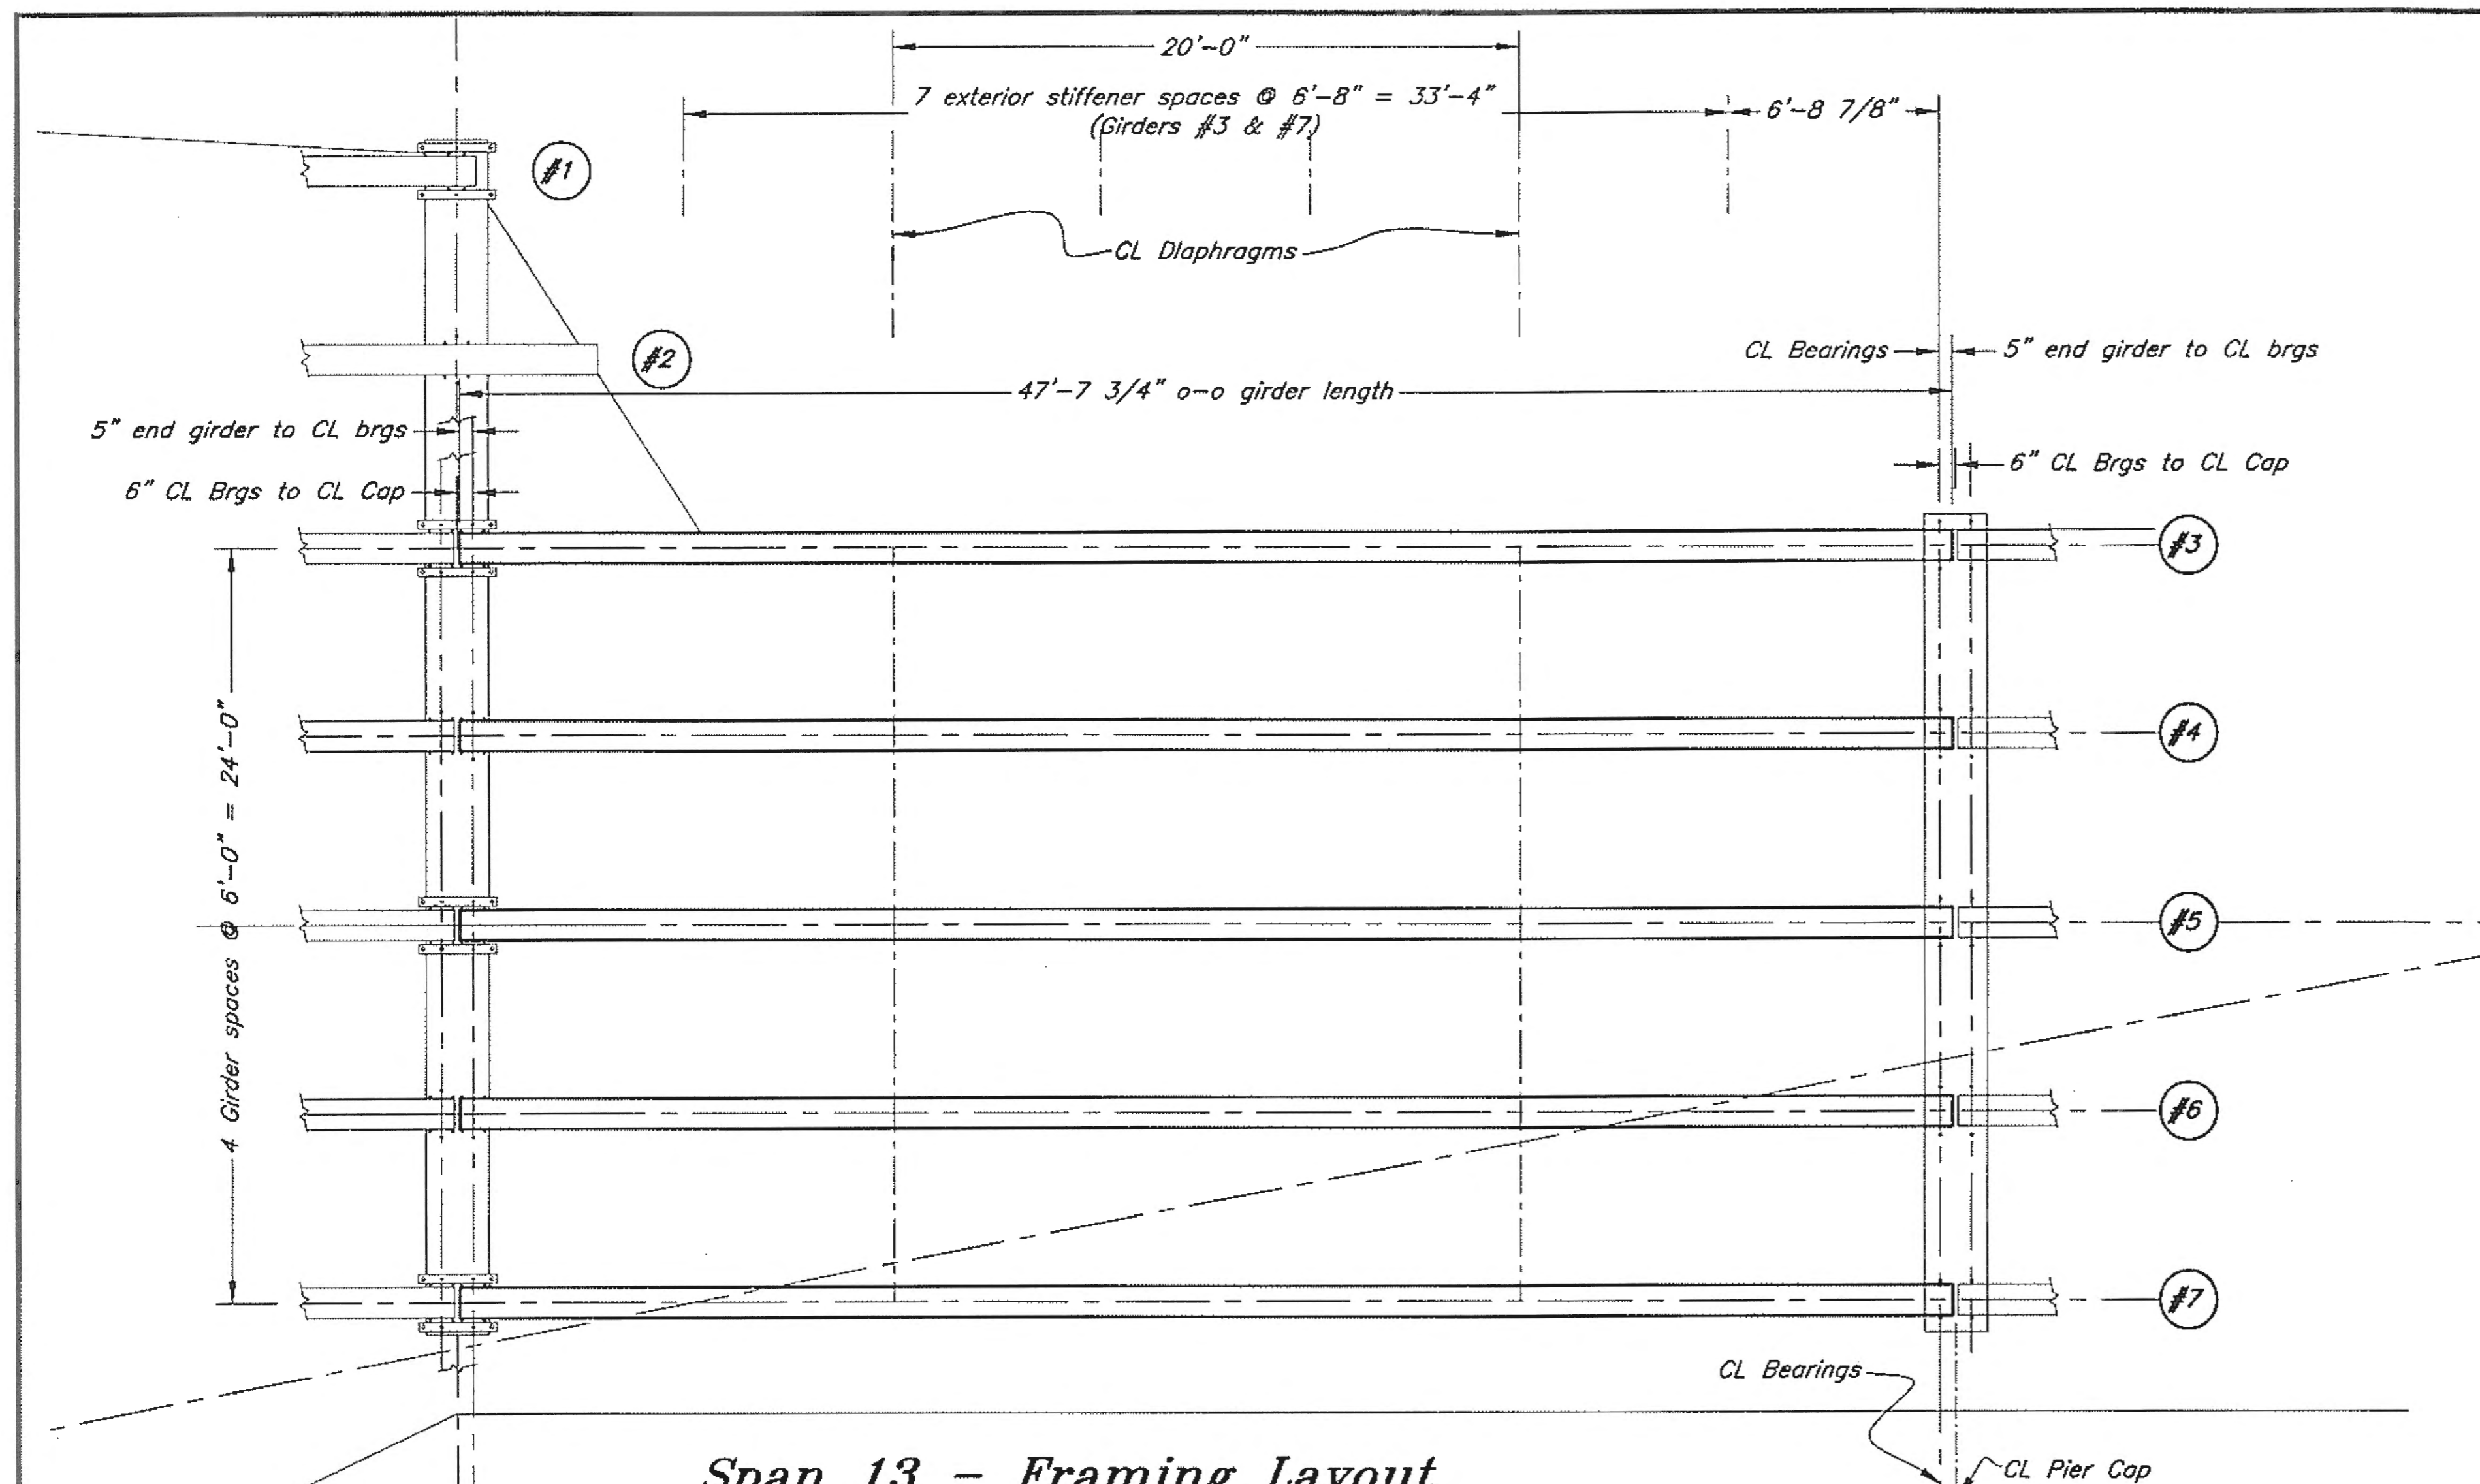 20'-0"
7 exterior stiffener spaces @ 6'-8" = 33'-4"
(Girders #3 & #7)
6'-8 7/8"
#1
CL Diaphragms
#2
CL Bearings
5" end girder to CL brgs
47'-7 3/4" o-o girder length
5" end girder to CL brgs
6" CL Brgs to CL Cap
6" CL Brgs to CL Cap
#3
4 Girder spaces @ 6'-0" = 24'-0"
#4
#5
#6
#7
CL Bearings
Span 13 - Framing Layout
CL Pier Cap